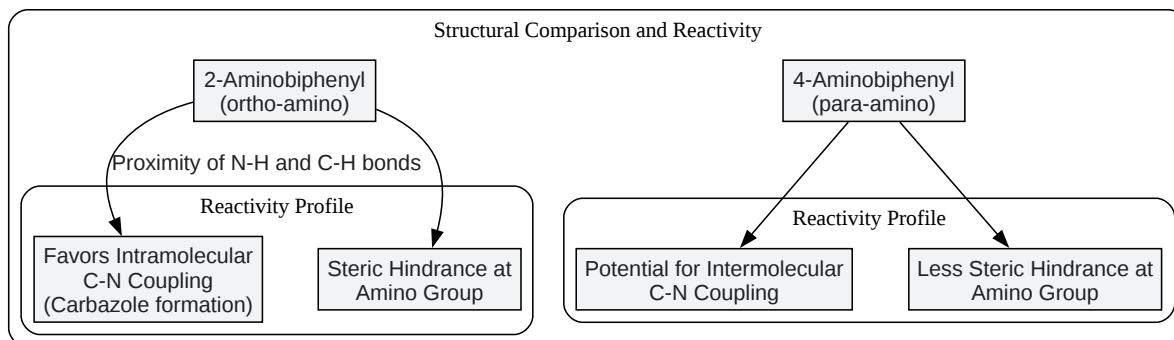 Structural Comparison and Reactivity
2-Aminobiphenyl
(ortho-amino)
4-Aminobiphenyl
(para-amino)
Proximity of N-H and C-H bonds
Reactivity Profile
Favors Intramolecular
C-N Coupling
(Carbazole formation)
Steric Hindrance at
Amino Group
Reactivity Profile
Potential for Intermolecular
C-N Coupling
Less Steric Hindrance at
Amino Group